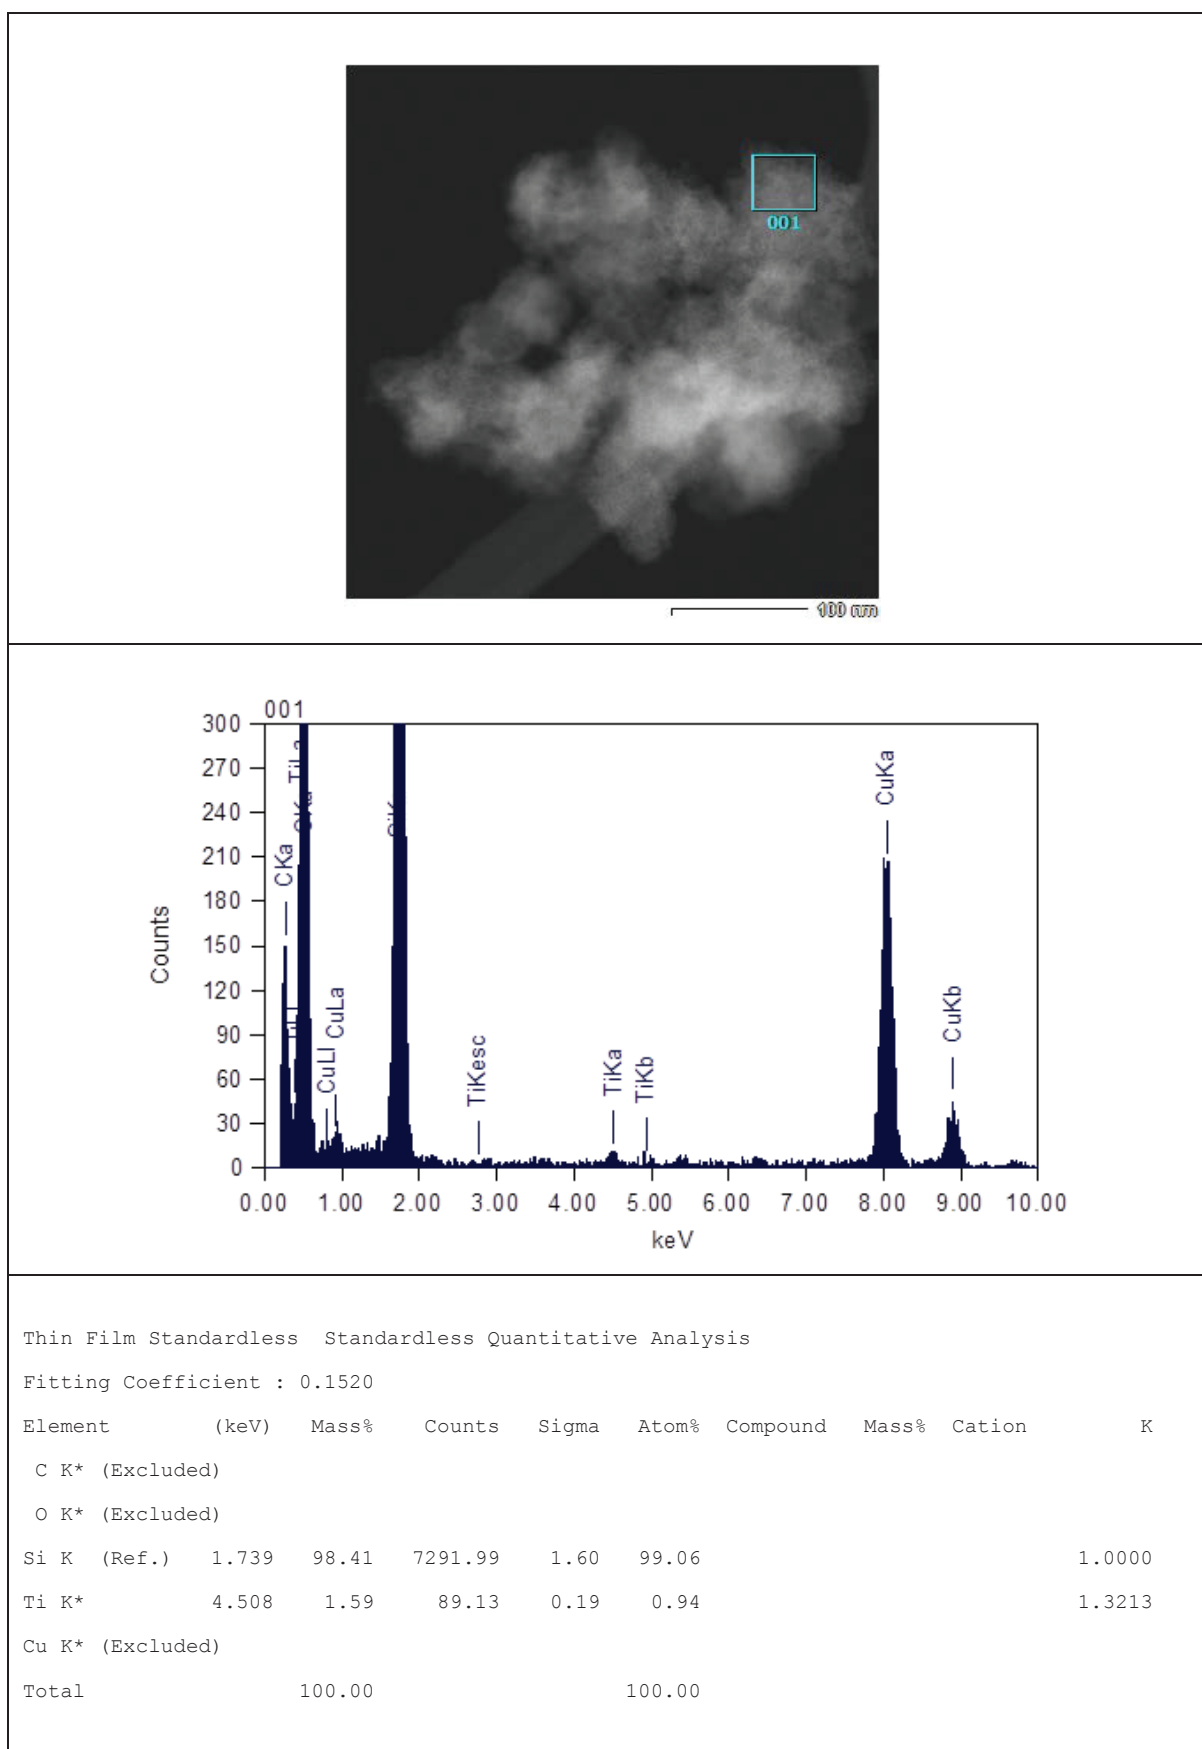 001
100 nm
001
300
270
240
210
180
150
120
90
60
30
0
Counts
CKa
CuLl
CuLa
TiKesc
TiKa
TiKb
CuKa
CuKb
0.00 1.00 2.00 3.00 4.00 5.00 6.00 7.00 8.00 9.00 10.00
keV
Thin Film Standardless Standardless Quantitative Analysis
Fitting Coefficient : 0.1520
Element (keV) Mass% Counts Sigma Atom% Compound Mass% Cation K
C K* (Excluded)
O K* (Excluded)
Si K (Ref.) 1.739 98.41 7291.99 1.60 99.06 1.0000
Ti K* 4.508 1.59 89.13 0.19 0.94 1.3213
Cu K* (Excluded)
Total 100.00 100.00